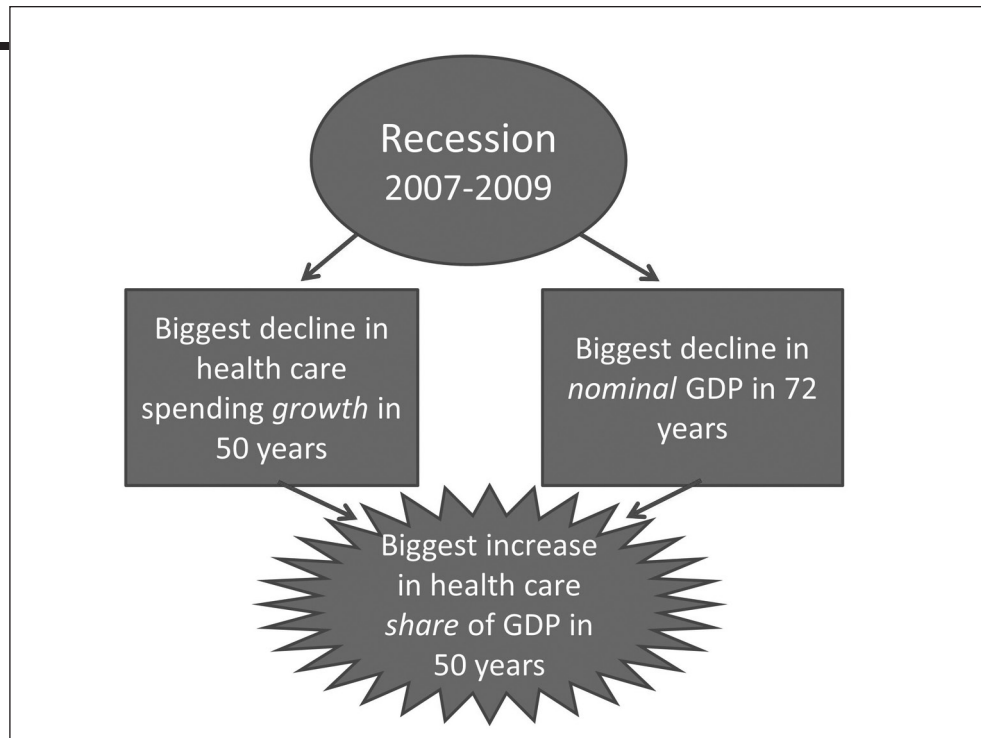 Recession
2007-2009
Biggest decline in
health care
spending growth in
50 years
Biggest decline in
nominal GDP in 72
years
Biggest increase
in health care
share of GDP in
50 years